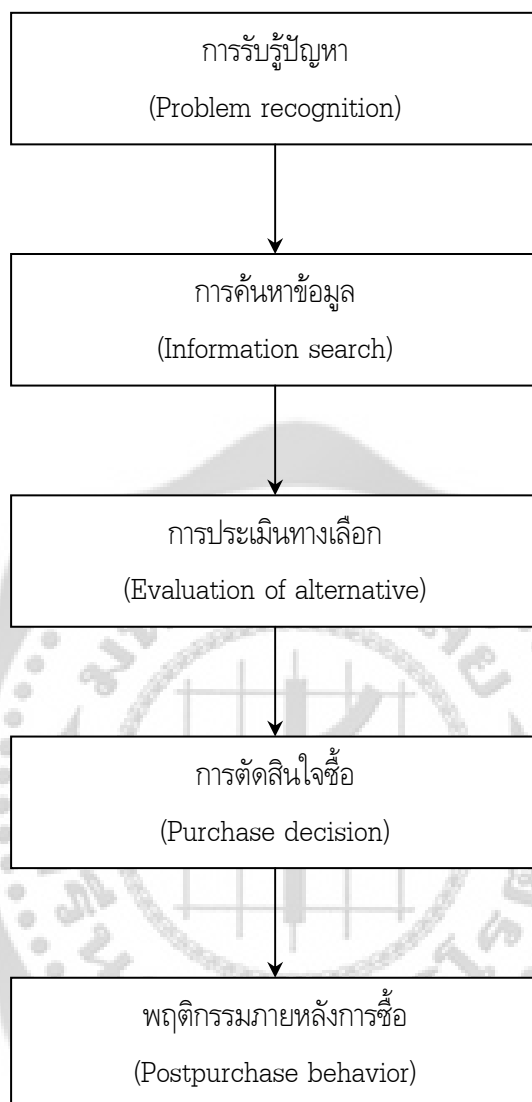 การรับรู้ปัญหา
(Problem recognition)
การค้นหาข้อมูล
(Information search)
การประเมินทางเลือก
(Evaluation of alternative)
การตัดสินใจซื้อ
(Purchase decision)
พฤติกรรมภายหลังการซื้อ
(Postpurchase behavior)